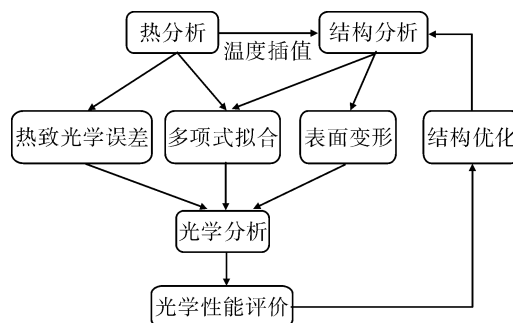 热分析
温度插值
结构分析
热致光学误差
多项式拟合
表面变形
结构优化
光学分析
光学性能评价